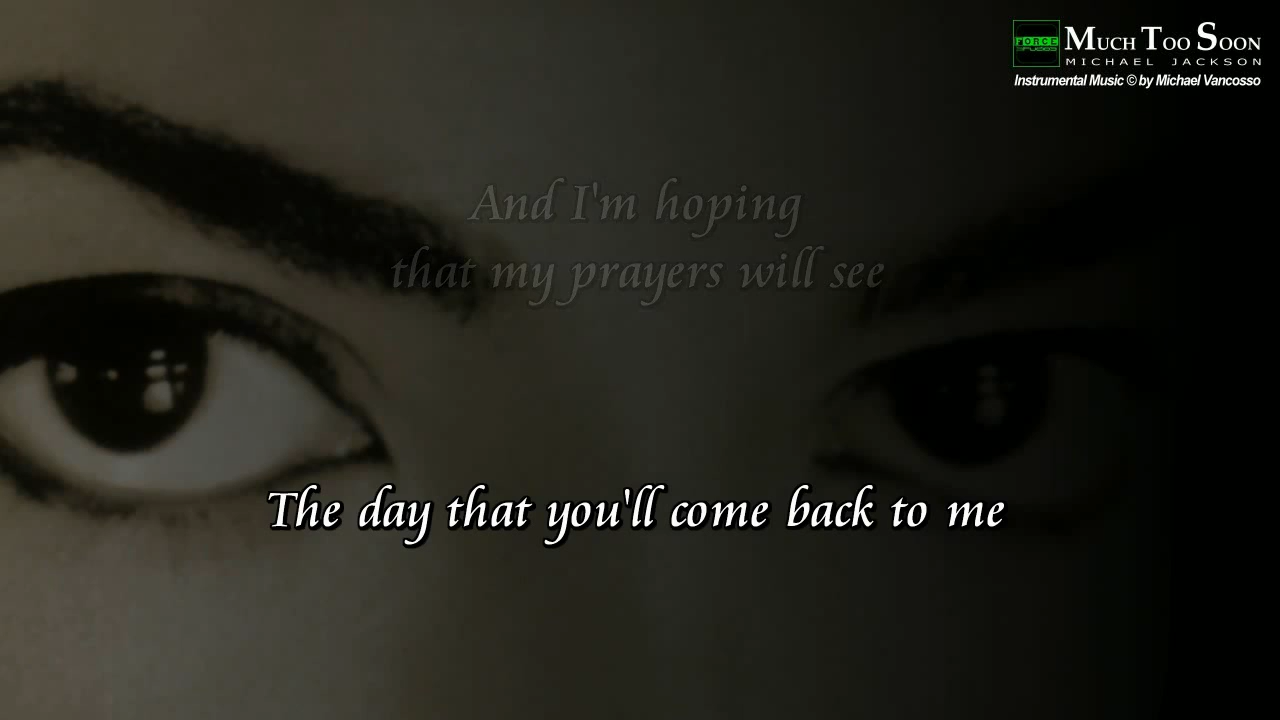 FORCE
MUCH TOO SOON
MICHAEL JACKSON
Instrumental Music © by Michael Vancosso
And I'm hoping
that my prayers will see
The day that you'll come back to me